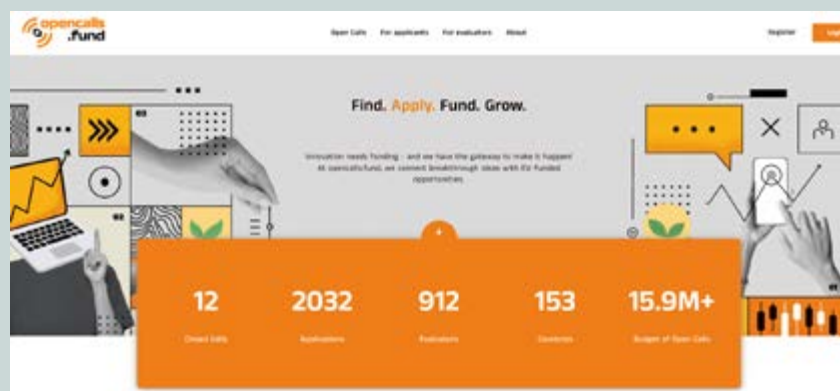 opencalls
.fund
Open Calls For applicants For evaluators About
Register
Find. Apply. Fund. Grow.
Innovation needs funding – and we have the gateway to make it happen!
At opencalls.fund, we connect breakthrough ideas with EU-funded
opportunities.
12 2032 912 153 15.9M+
Closed Calls Applications Evaluators Countries Budget of Open Calls